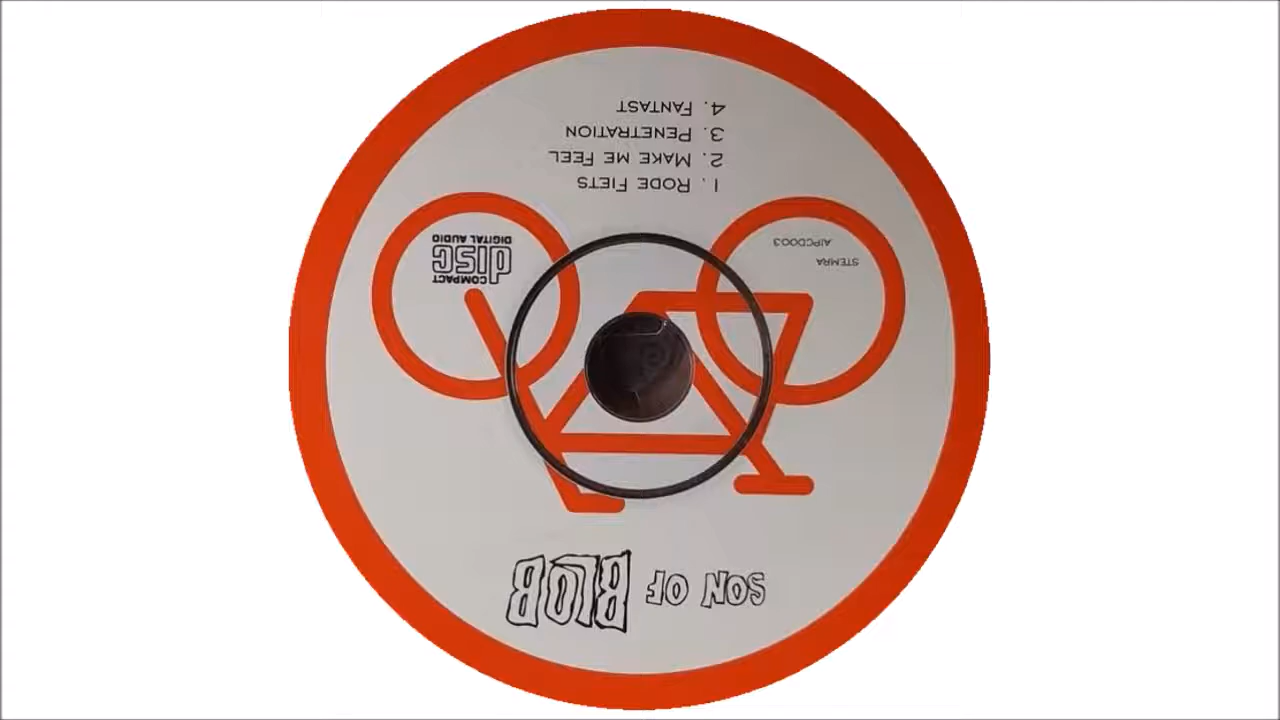 SON OF BLOB
STEMRA
AIPCD003
COMPACT
disc
DIGITAL AUDIO
1. RODE FIETS
2. MAKE ME FEEL
3. PENETRATION
4. FANTAST